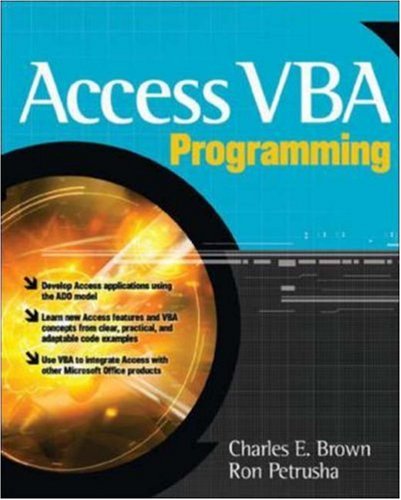 Access VBA
Programming
Develop Access applications using
the ADO model
Learn new Access features and VBA
concepts from clear, practical, and
adaptable code examples
Use VBA to integrate Access with
other Microsoft Office products
Charles E. Brown
Ron Petrusha